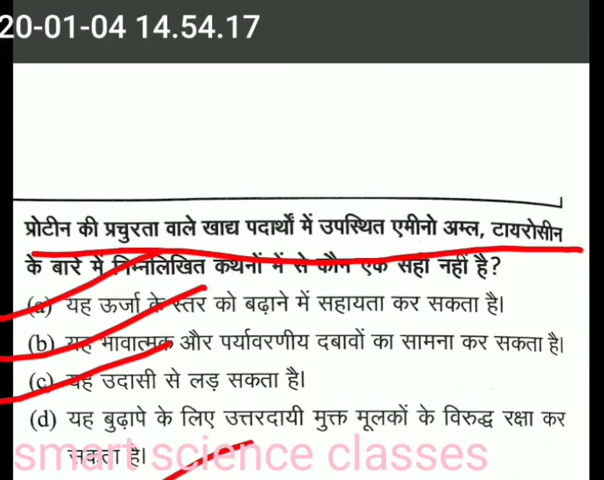 20-01-04 14.54.17
प्रोटीन की प्रचुरता वाले खाद्य पदार्थों में उपस्थित एमीनो अम्ल, टायरोसीन
के बारे में निम्नलिखित कथनों में से कौन एक सही नहीं है?
(a) यह ऊर्जा के स्तर को बढ़ाने में सहायता कर सकता है।
(b) यह भावात्मक और पर्यावरणीय दबावों का सामना कर सकता है।
(c) यह उदासी से लड़ सकता है।
(d) यह बुढ़ापे के लिए उत्तरदायी मुक्त मूलकों के विरुद्ध रक्षा कर
सकता है।
smart science classes